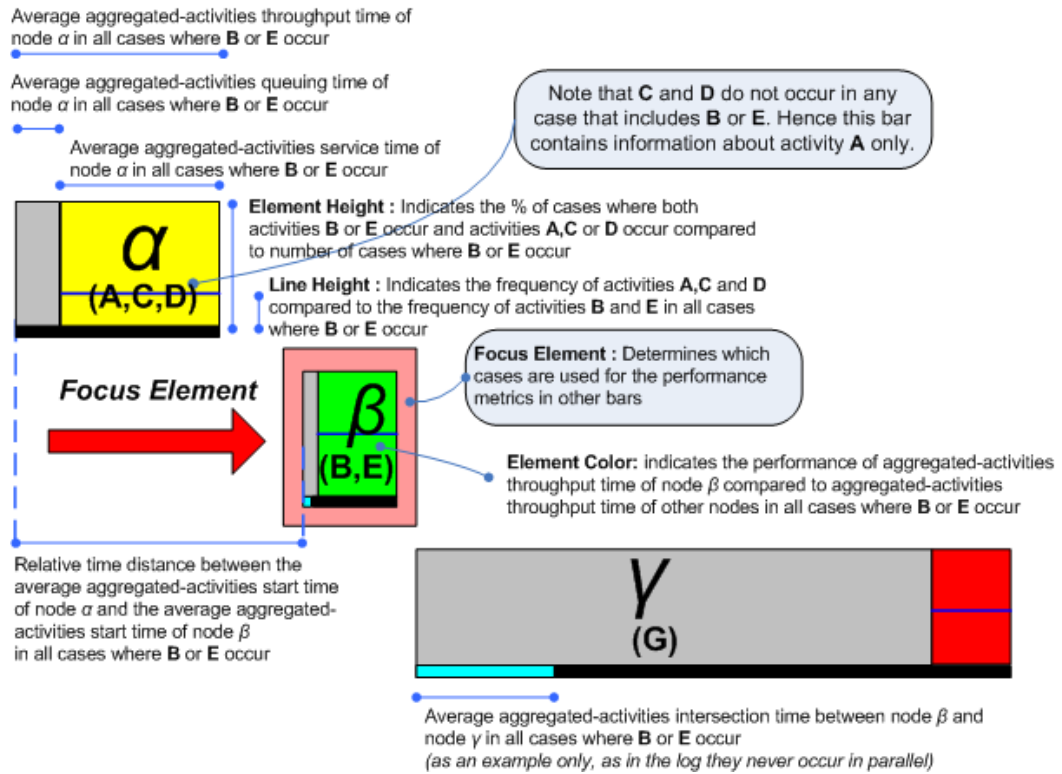 Average aggregated-activities throughput time of
node α in all cases where B or E occur
Average aggregated-activities queuing time of
node α in all cases where B or E occur
Average aggregated-activities service time of
node α in all cases where B or E occur
Note that C and D do not occur in any
case that includes B or E. Hence this bar
contains information about activity A only.
α
(A,C,D)
Element Height : Indicates the % of cases where both
activities B or E occur and activities A,C or D occur compared
to number of cases where B or E occur
Line Height : Indicates the frequency of activities A,C and D
compared to the frequency of activities B and E in all cases
where B or E occur
Focus Element
β
(B,E)
Focus Element : Determines which
cases are used for the performance
metrics in other bars
Element Color: indicates the performance of aggregated-activities
throughput time of node β compared to aggregated-activities
throughput time of other nodes in all cases where B or E occur
Relative time distance between the
average aggregated-activities start time
of node α and the average aggregated-
activities start time of node β
in all cases where B or E occur
γ
(G)
Average aggregated-activities intersection time between node β and
node γ in all cases where B or E occur
(as an example only, as in the log they never occur in parallel)